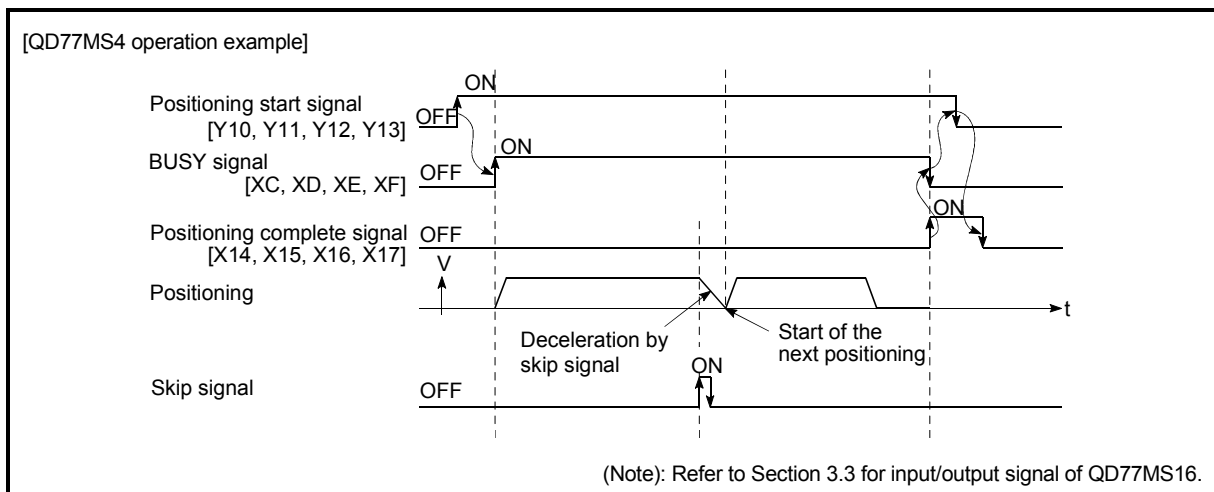 [QD77MS4 operation example]
ON
Positioning start signal
[Y10, Y11, Y12, Y13]
OFF
ON
BUSY signal
[XC, XD, XE, XF]
OFF
ON
Positioning complete signal
[X14, X15, X16, X17]
OFF
V
Positioning
t
Deceleration by
skip signal
Start of the
next positioning
ON
Skip signal
OFF
(Note): Refer to Section 3.3 for input/output signal of QD77MS16.